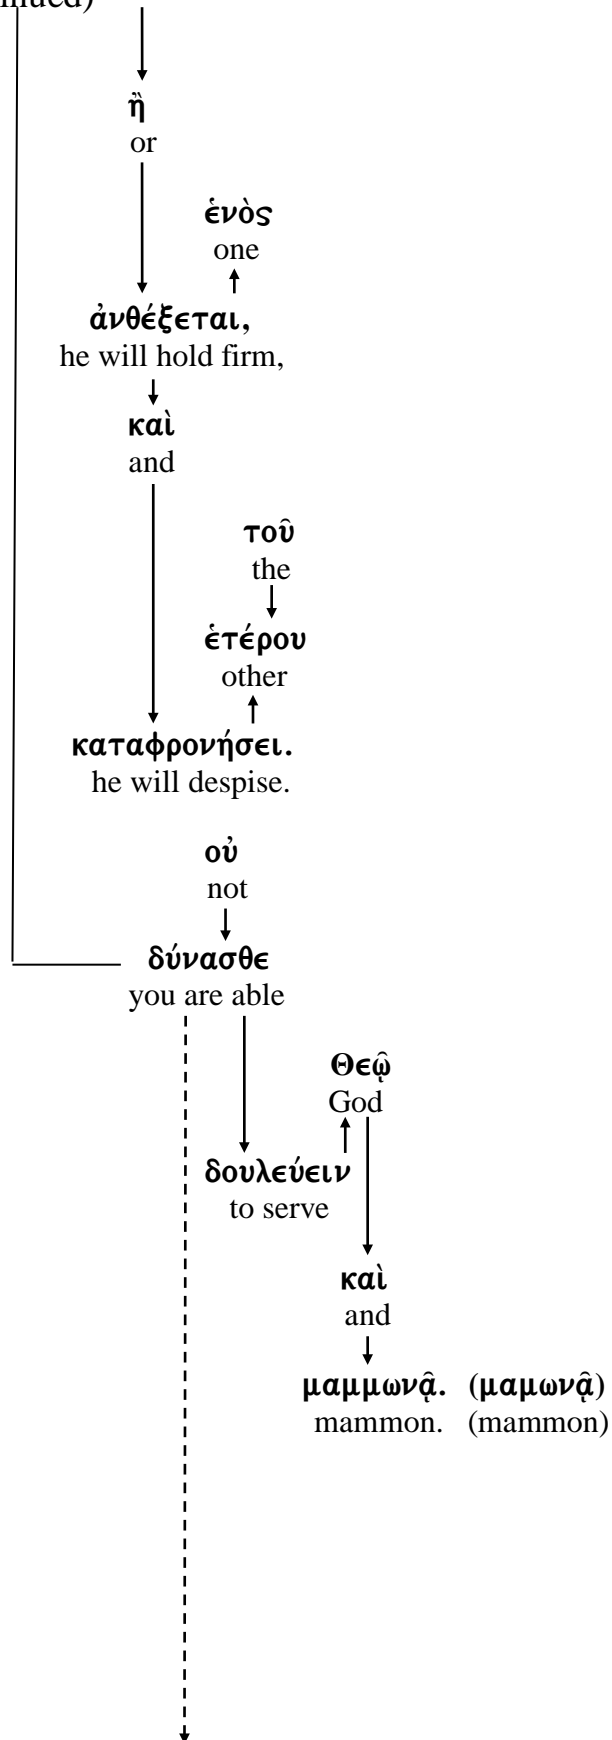 nued)
ἢ
or
ἑνὸς
one
ἀνθέξεται,
he will hold firm,
καὶ
and
τοῦ
the
ἑτέρου
other
καταφρονήσει.
he will despise.
οὐ
not
δύνασθε
you are able
Θεῷ
God
δουλεύειν
to serve
καὶ
and
μαμμωνᾷ. (μαμωνᾷ)
mammon. (mammon)